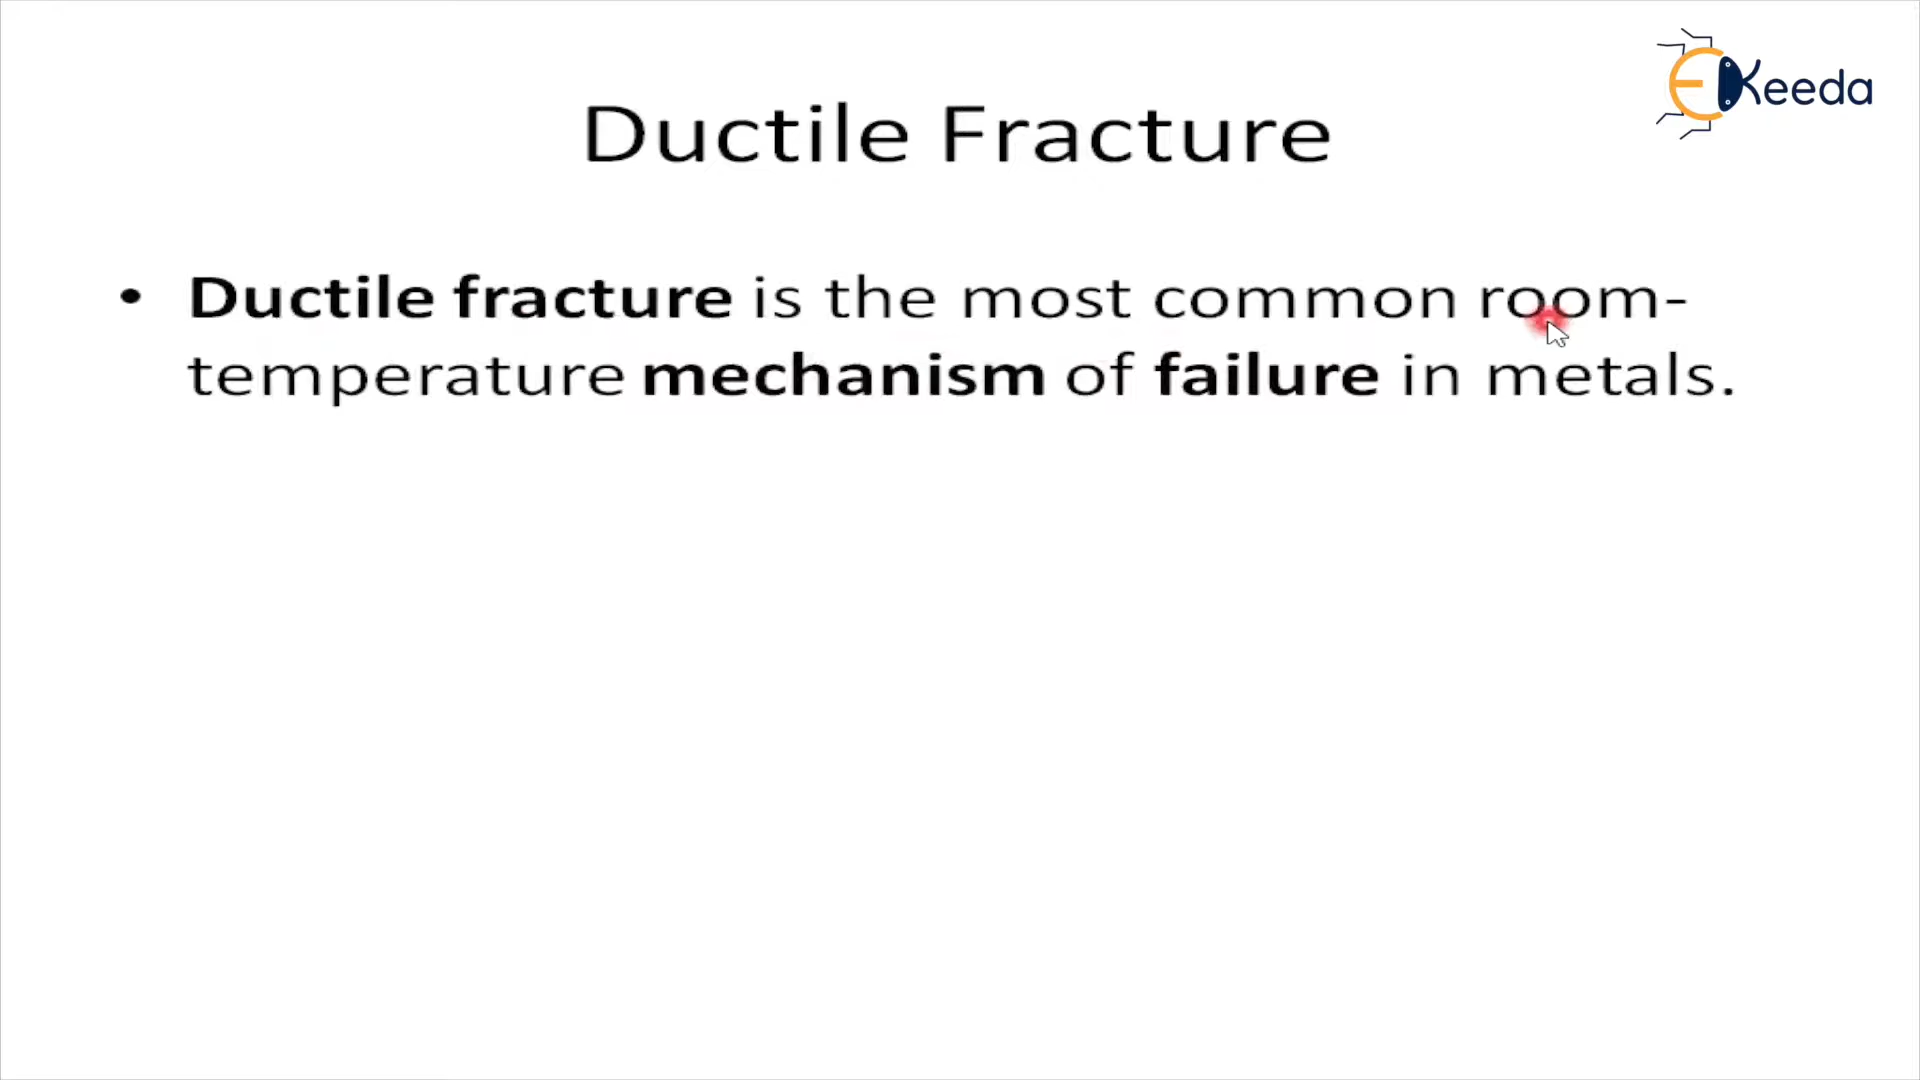 EKeeda
Ductile Fracture
• Ductile fracture is the most common room-
temperature mechanism of failure in metals.